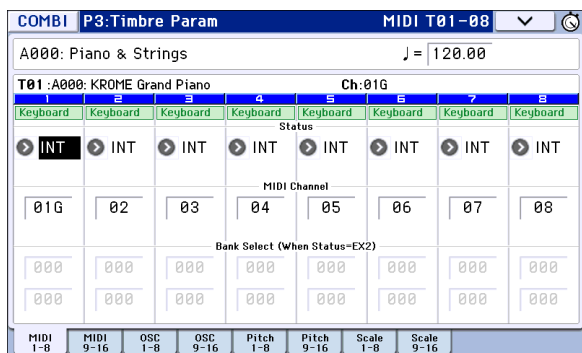 COMBI P3:Timbre Param MIDI T01-08
A000: Piano & Strings ♩= 120.00
T01 :A000: KROME Grand Piano Ch:01G
1 2 3 4 5 6 7 8
Keyboard Keyboard Keyboard Keyboard Keyboard Keyboard Keyboard Keyboard
Status
INT INT INT INT INT INT INT INT
MIDI Channel
01G 02 03 04 05 06 07 08
Bank Select (When Status=EX2)
000 000 000 000 000 000 000 000
000 000 000 000 000 000 000 000
MIDI 1-8 MIDI 9-16 OSC 1-8 OSC 9-16 Pitch 1-8 Pitch 9-16 Scale 1-8 Scale 9-16